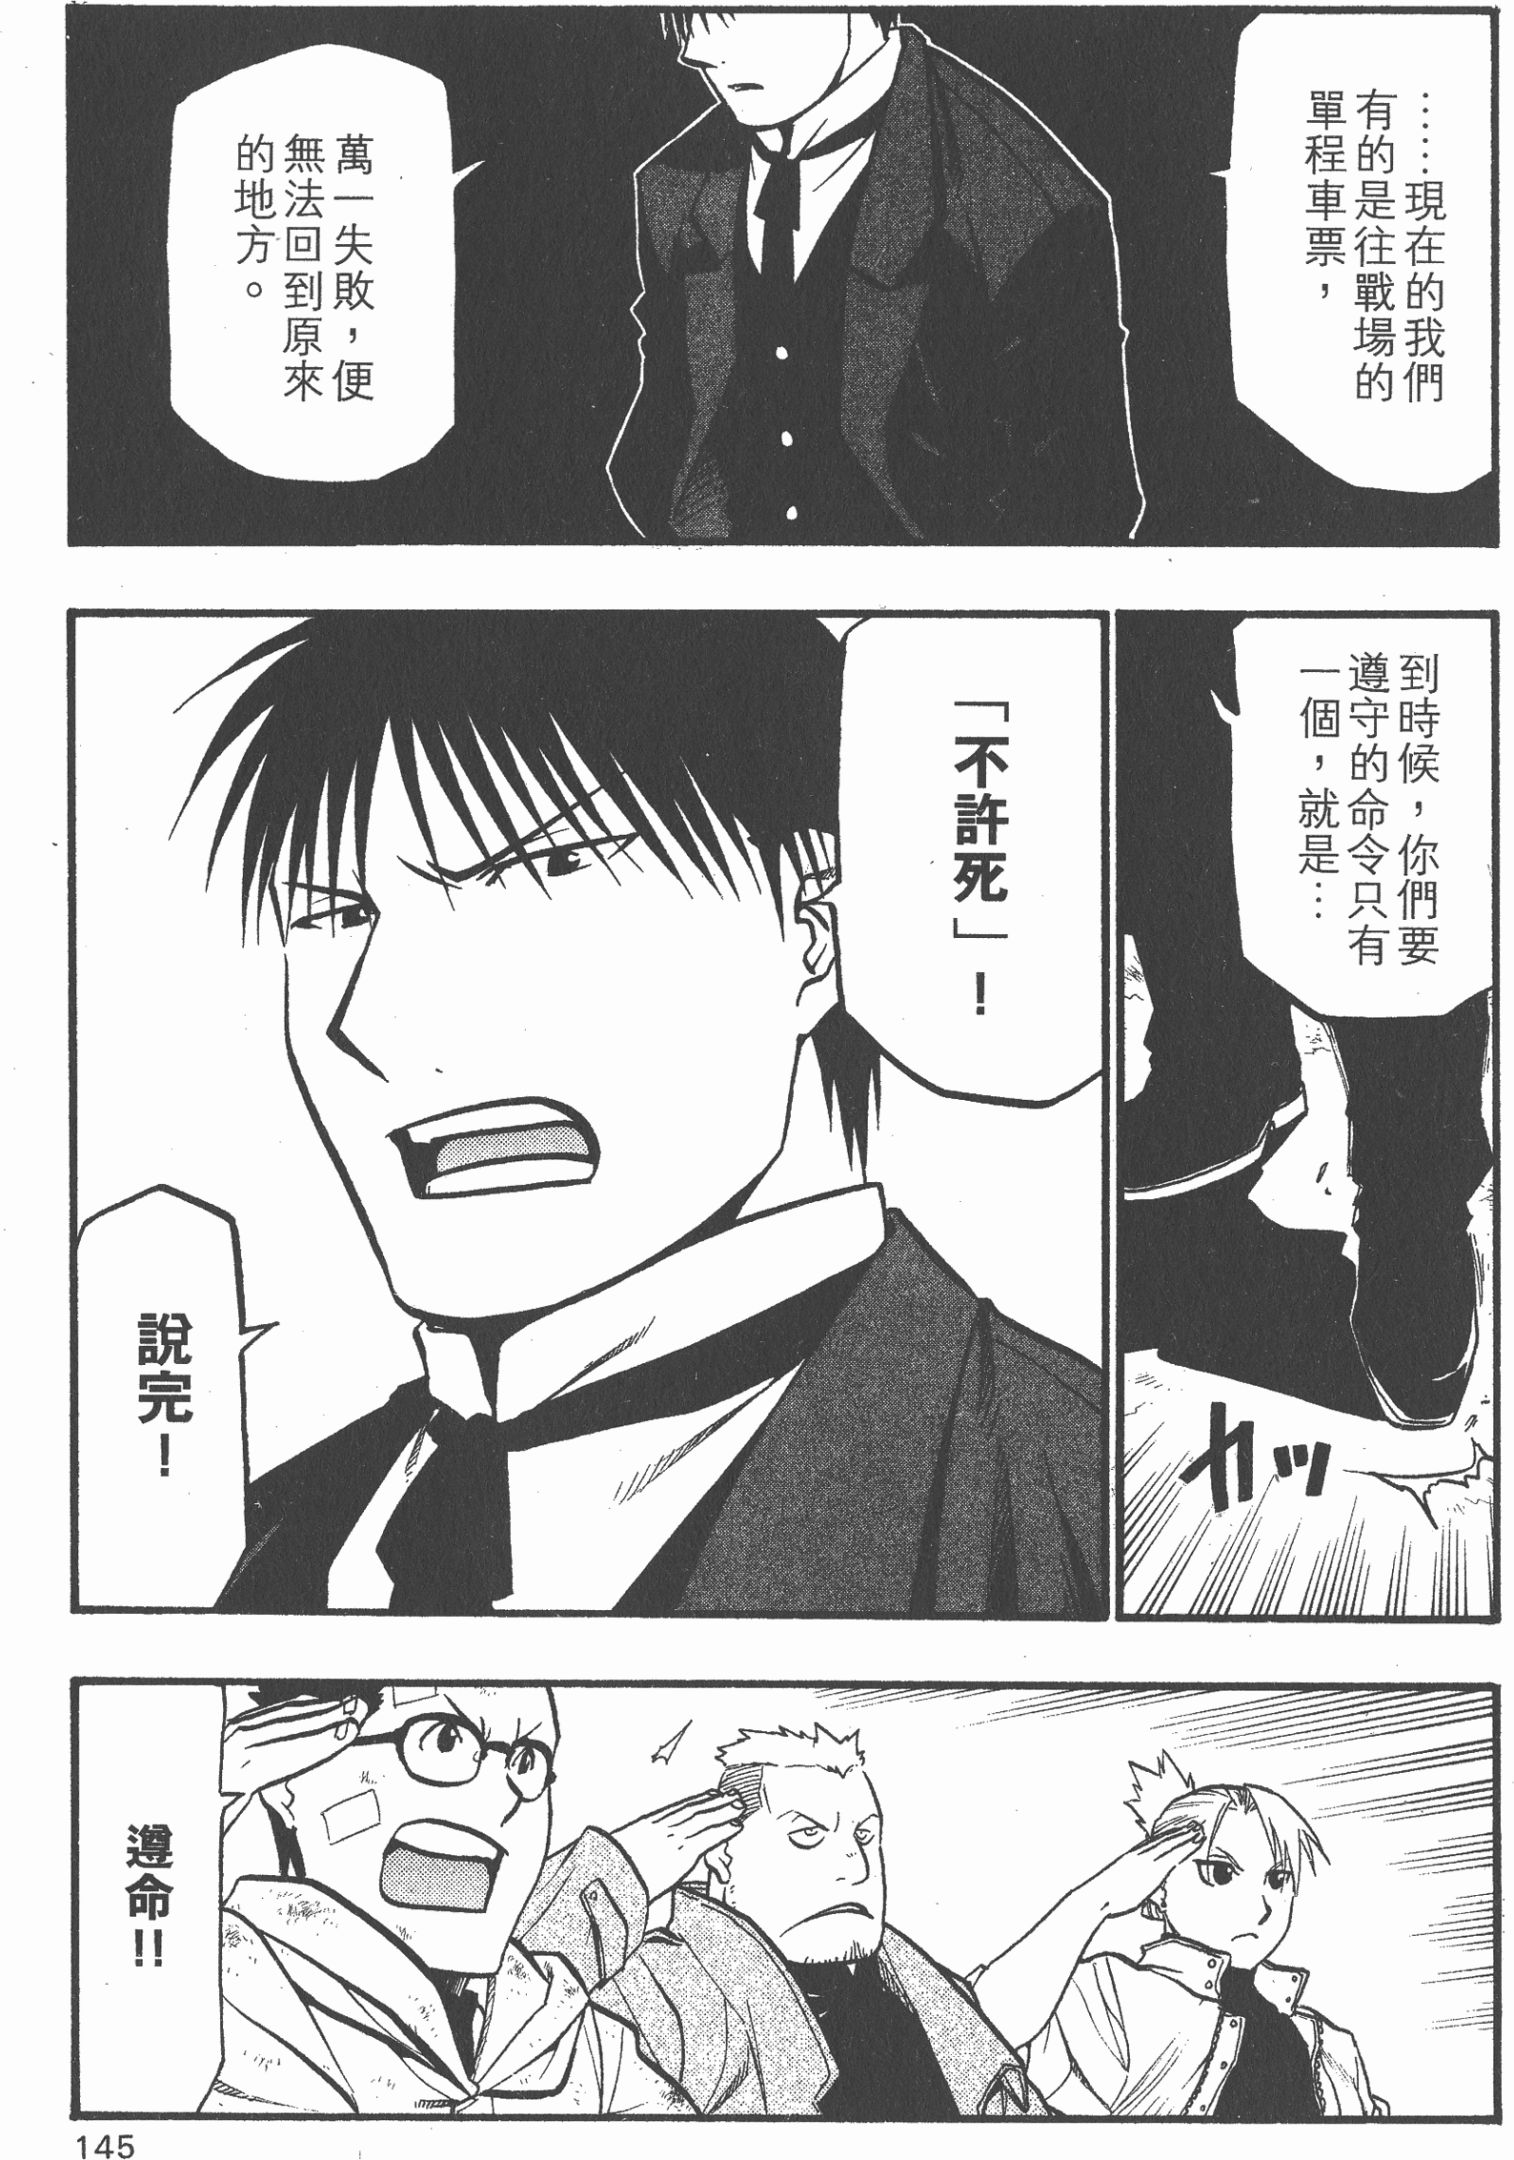 ……現在的我們
有的是往戰場的
單程車票，
萬一失敗，便
無法回到原來
的地方。
到時候，你們要
遵守的命令只有
一個，就是…
カッ
「不許死」！
說完！
遵命!!
145